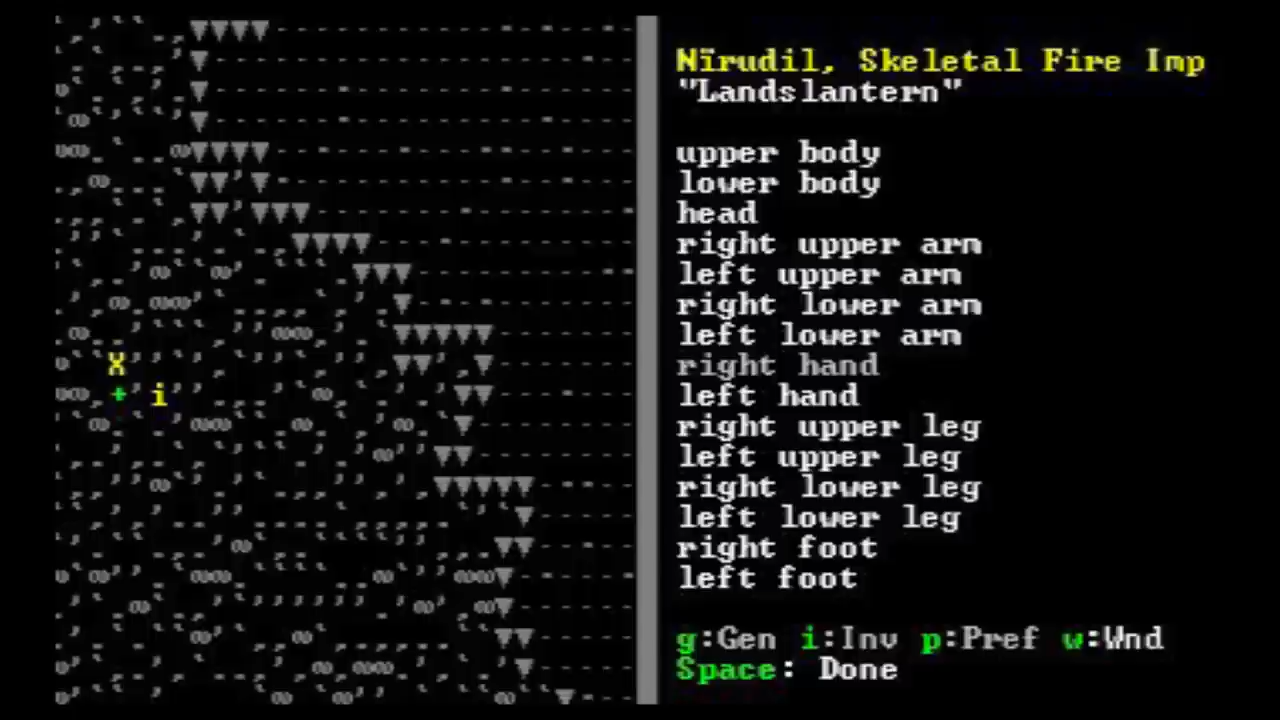 Nïrudil, Skeletal Fire Imp
"Landslantern"
upper body
lower body
head
right upper arm
left upper arm
right lower arm
left lower arm
right hand
left hand
right upper leg
left upper leg
right lower leg
left lower leg
right foot
left foot
g:Gen i:Inv p:Pref w:Wnd
Space: Done